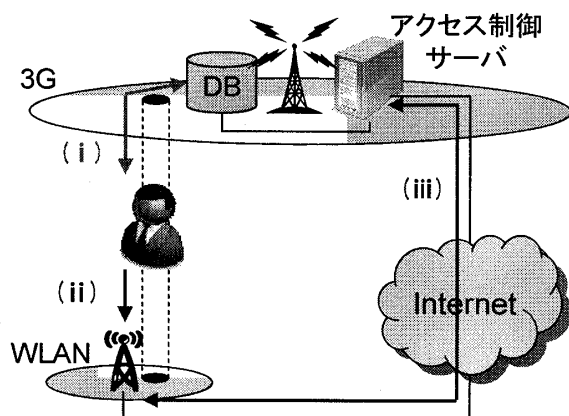 アクセス制御
サーバ
3G
DB
(i)
(iii)
(ii)
Internet
WLAN